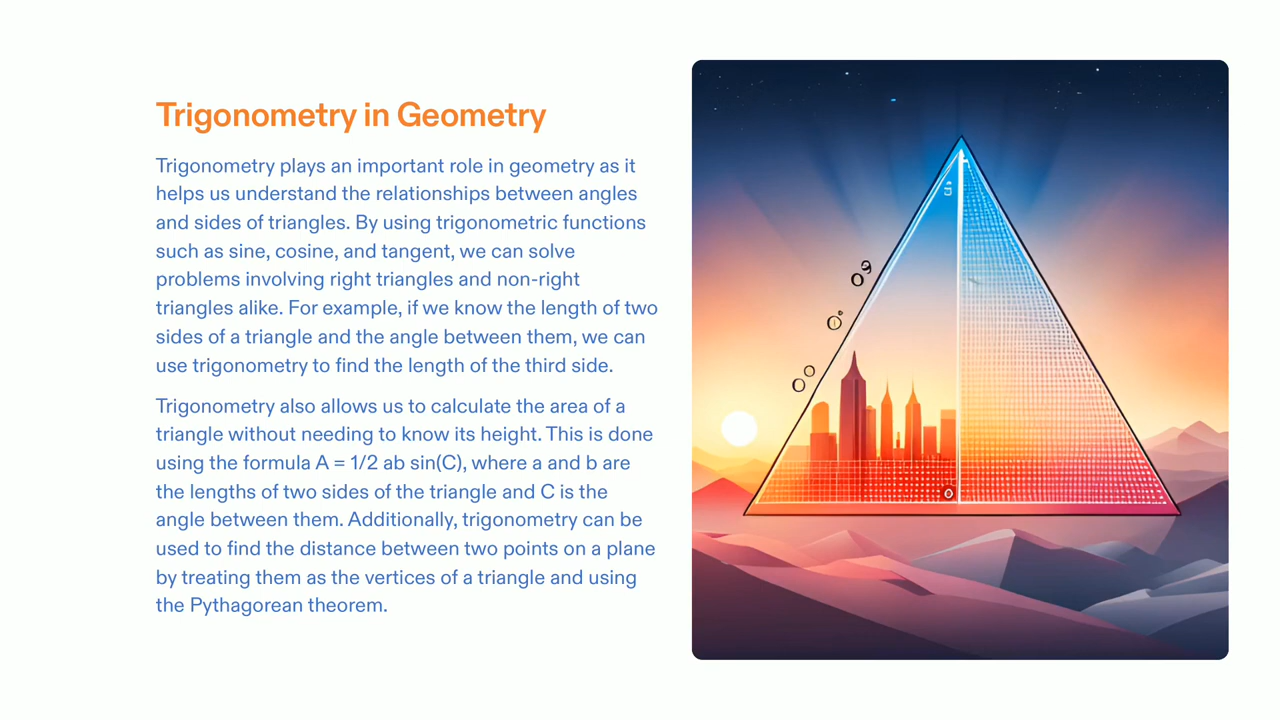 Trigonometry in Geometry
Trigonometry plays an important role in geometry as it
helps us understand the relationships between angles
and sides of triangles. By using trigonometric functions
such as sine, cosine, and tangent, we can solve
problems involving right triangles and non-right
triangles alike. For example, if we know the length of two
sides of a triangle and the angle between them, we can
use trigonometry to find the length of the third side.
Trigonometry also allows us to calculate the area of a
triangle without needing to know its height. This is done
using the formula A = 1/2 ab sin(C), where a and b are
the lengths of two sides of the triangle and C is the
angle between them. Additionally, trigonometry can be
used to find the distance between two points on a plane
by treating them as the vertices of a triangle and using
the Pythagorean theorem.